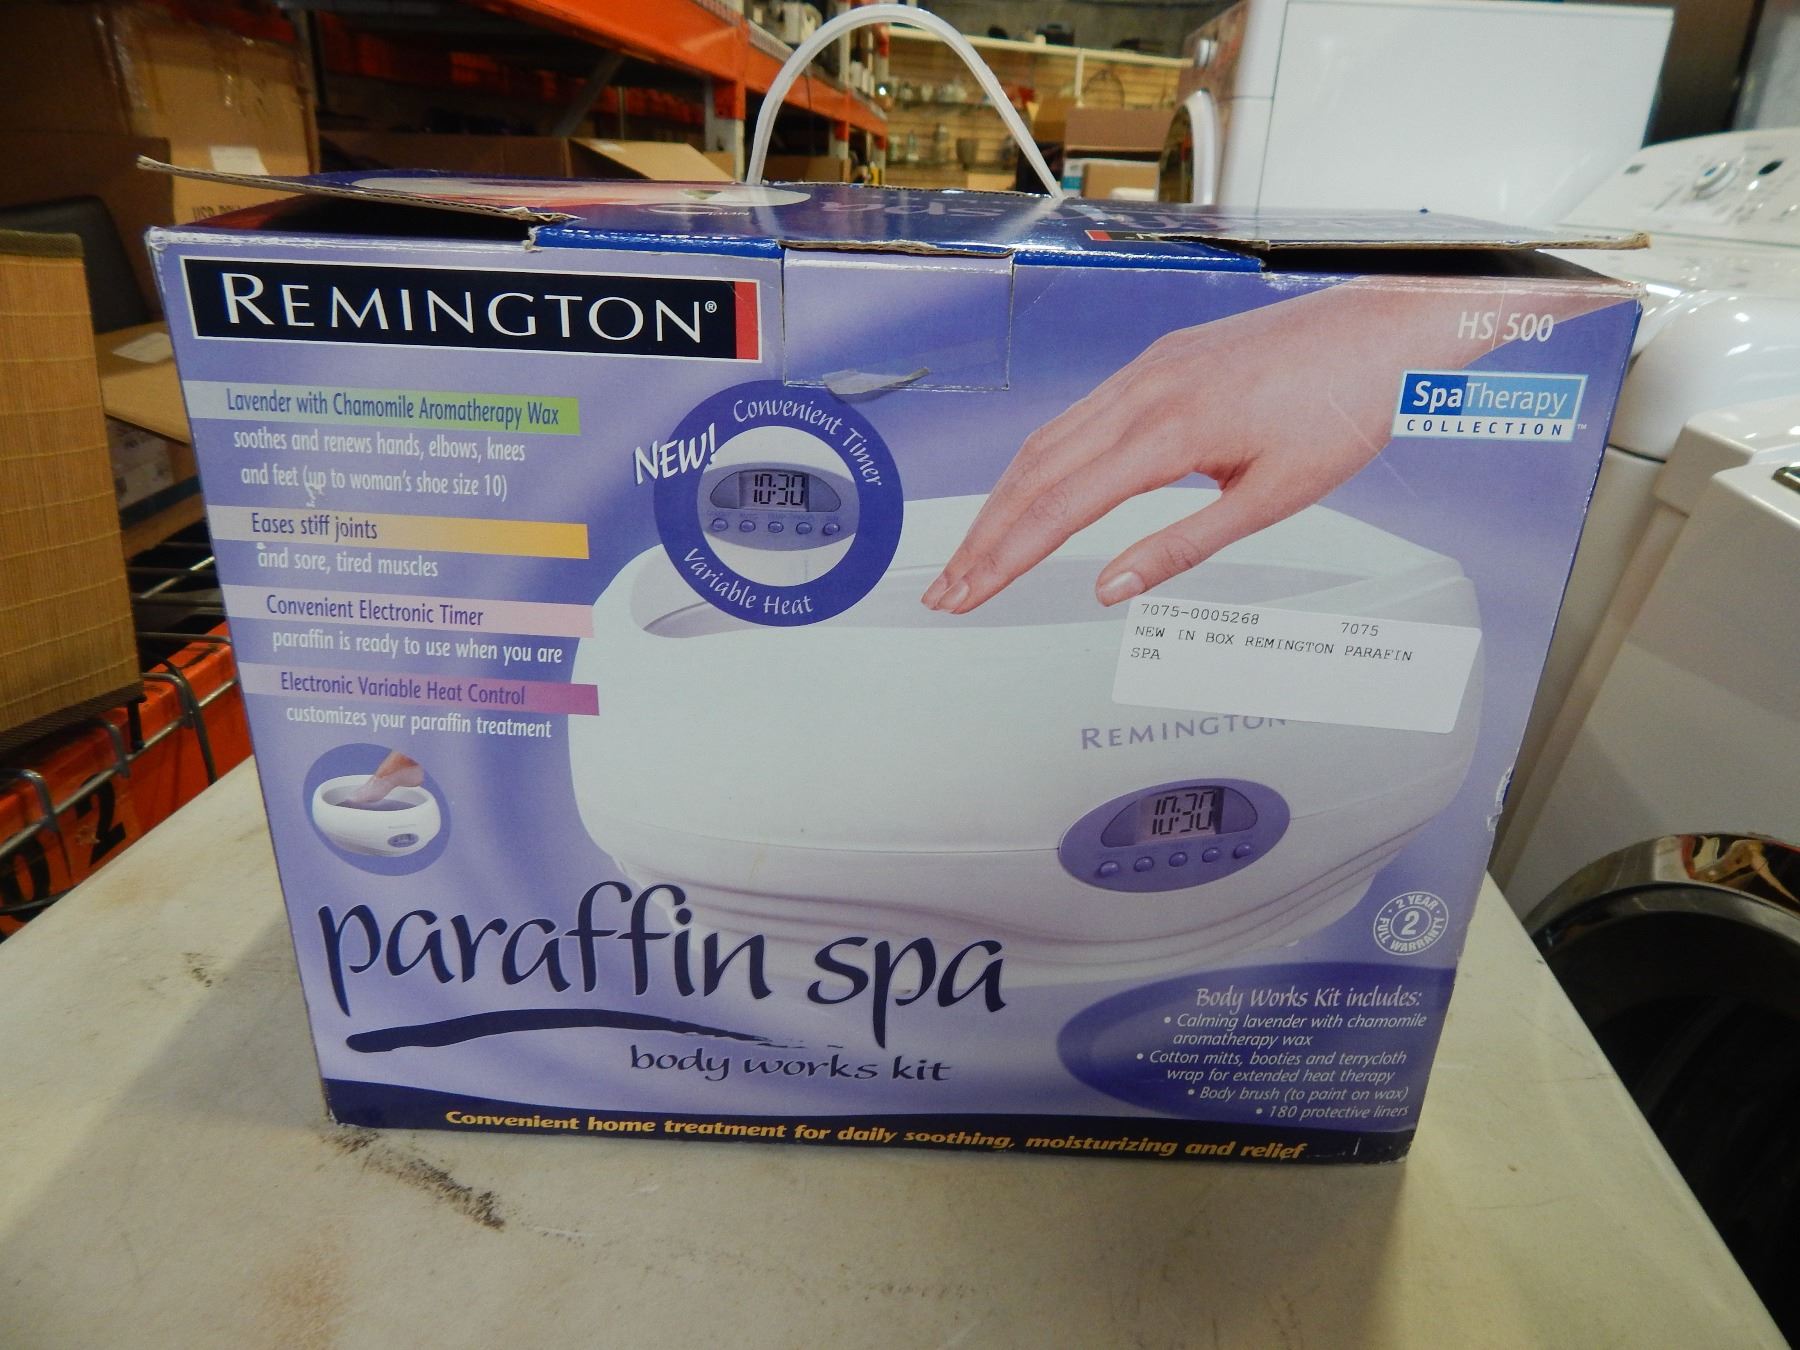 REMINGTON®
HS 500
SpaTherapy
COLLECTION™
Lavender with Chamomile Aromatherapy Wax
soothes and renews hands, elbows, knees
and feet (up to woman's shoe size 10)
Eases stiff joints
and sore, tired muscles
Convenient Electronic Timer
paraffin is ready to use when you are
Electronic Variable Heat Control
customizes your paraffin treatment
NEW!
Convenient Timer
10:30
Variable Heat
7075-0005268 7075
NEW IN BOX REMINGTON PARAFIN
SPA
REMINGTON
10:30
2 YEAR
2
FULL WARRANTY
paraffin spa
body works kit
Body Works Kit includes:
• Calming lavender with chamomile
aromatherapy wax
• Cotton mitts, booties and terrycloth
wrap for extended heat therapy
• Body brush (to paint on wax)
• 180 protective liners
Convenient home treatment for daily soothing, moisturizing and relief